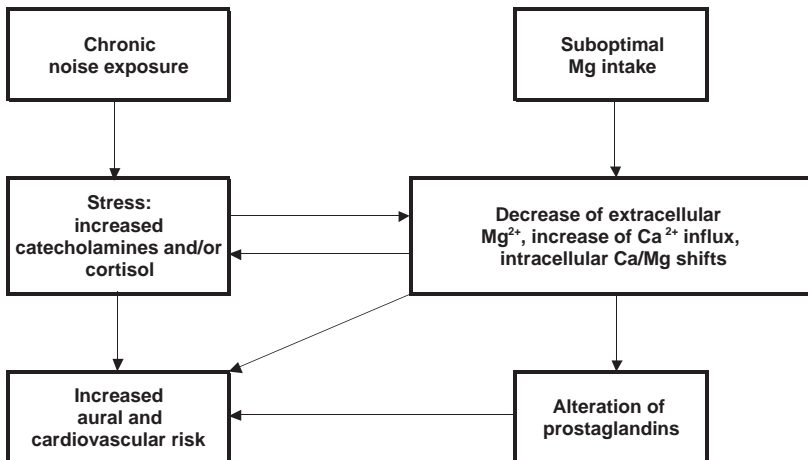 Chronic
noise exposure
Suboptimal
Mg intake
Stress:
increased
catecholamines and/or
cortisol
Decrease of extracellular
Mg²⁺, increase of Ca²⁺ influx,
intracellular Ca/Mg shifts
Increased
aural and
cardiovascular risk
Alteration of
prostaglandins